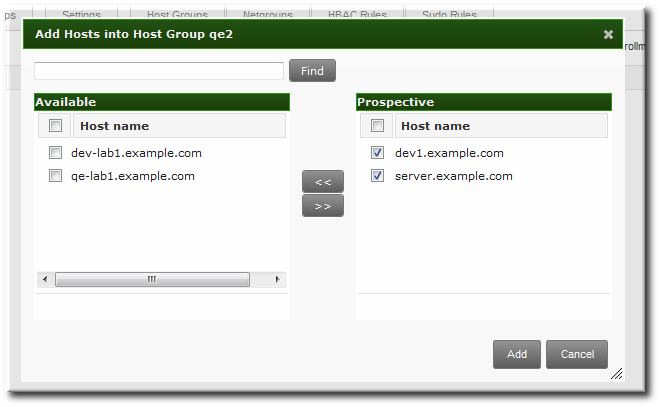 ps Settings Host Groups Netgroups HBAC Rules Sudo Rules
Add Hosts into Host Group qe2
Find
Available Prospective
Host name Host name
dev-lab1.example.com dev1.example.com
qe-lab1.example.com server.example.com
<<
>>
Add Cancel